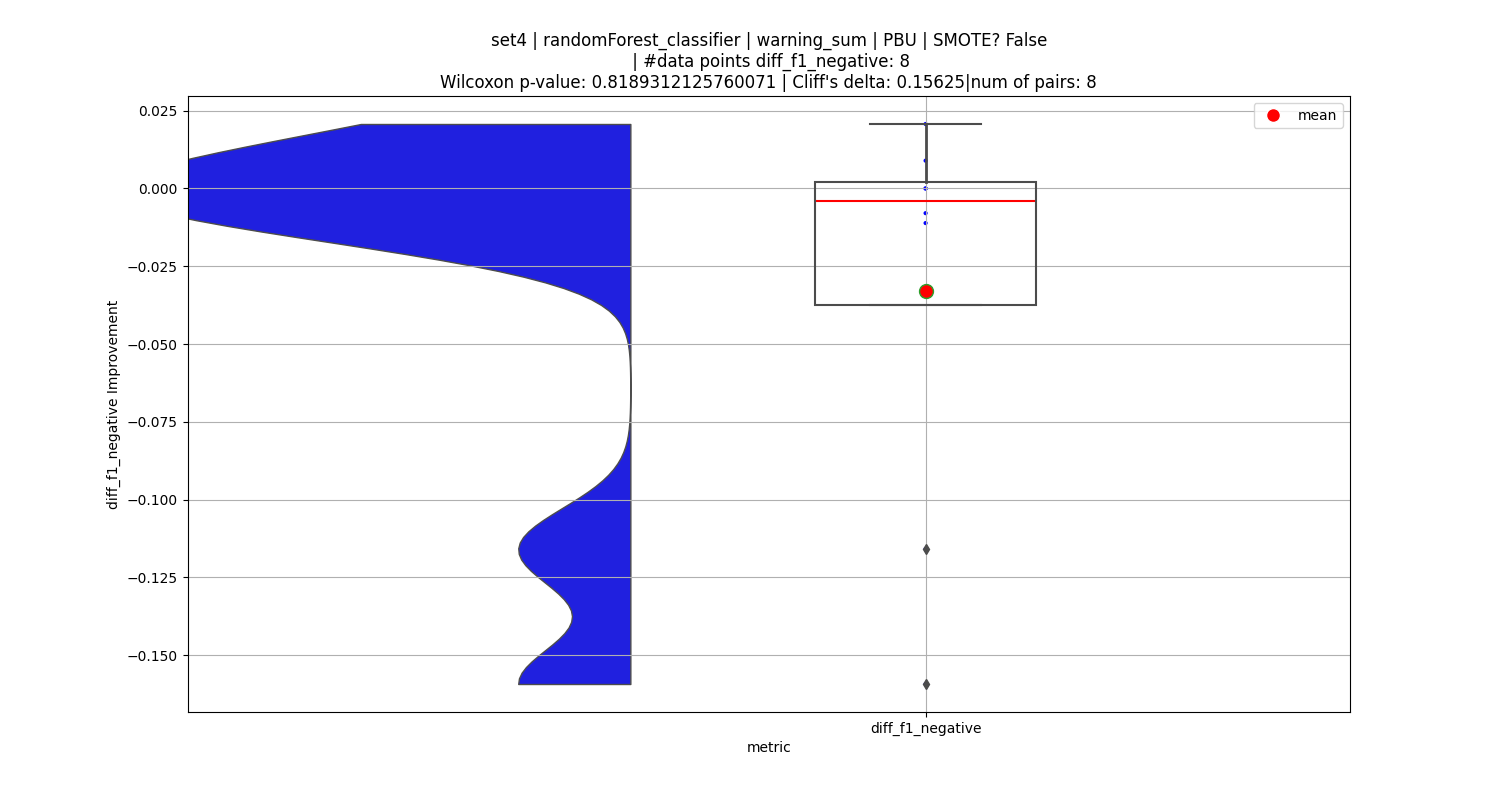 set4 | randomForest_classifier | warning_sum | PBU | SMOTE? False
| #data points diff_f1_negative: 8
Wilcoxon p-value: 0.8189312125760071 | Cliff's delta: 0.15625|num of pairs: 8
mean
0.025
0.000
−0.025
−0.050
−0.075
−0.100
−0.125
−0.150
diff_f1_negative Improvement
diff_f1_negative
metric